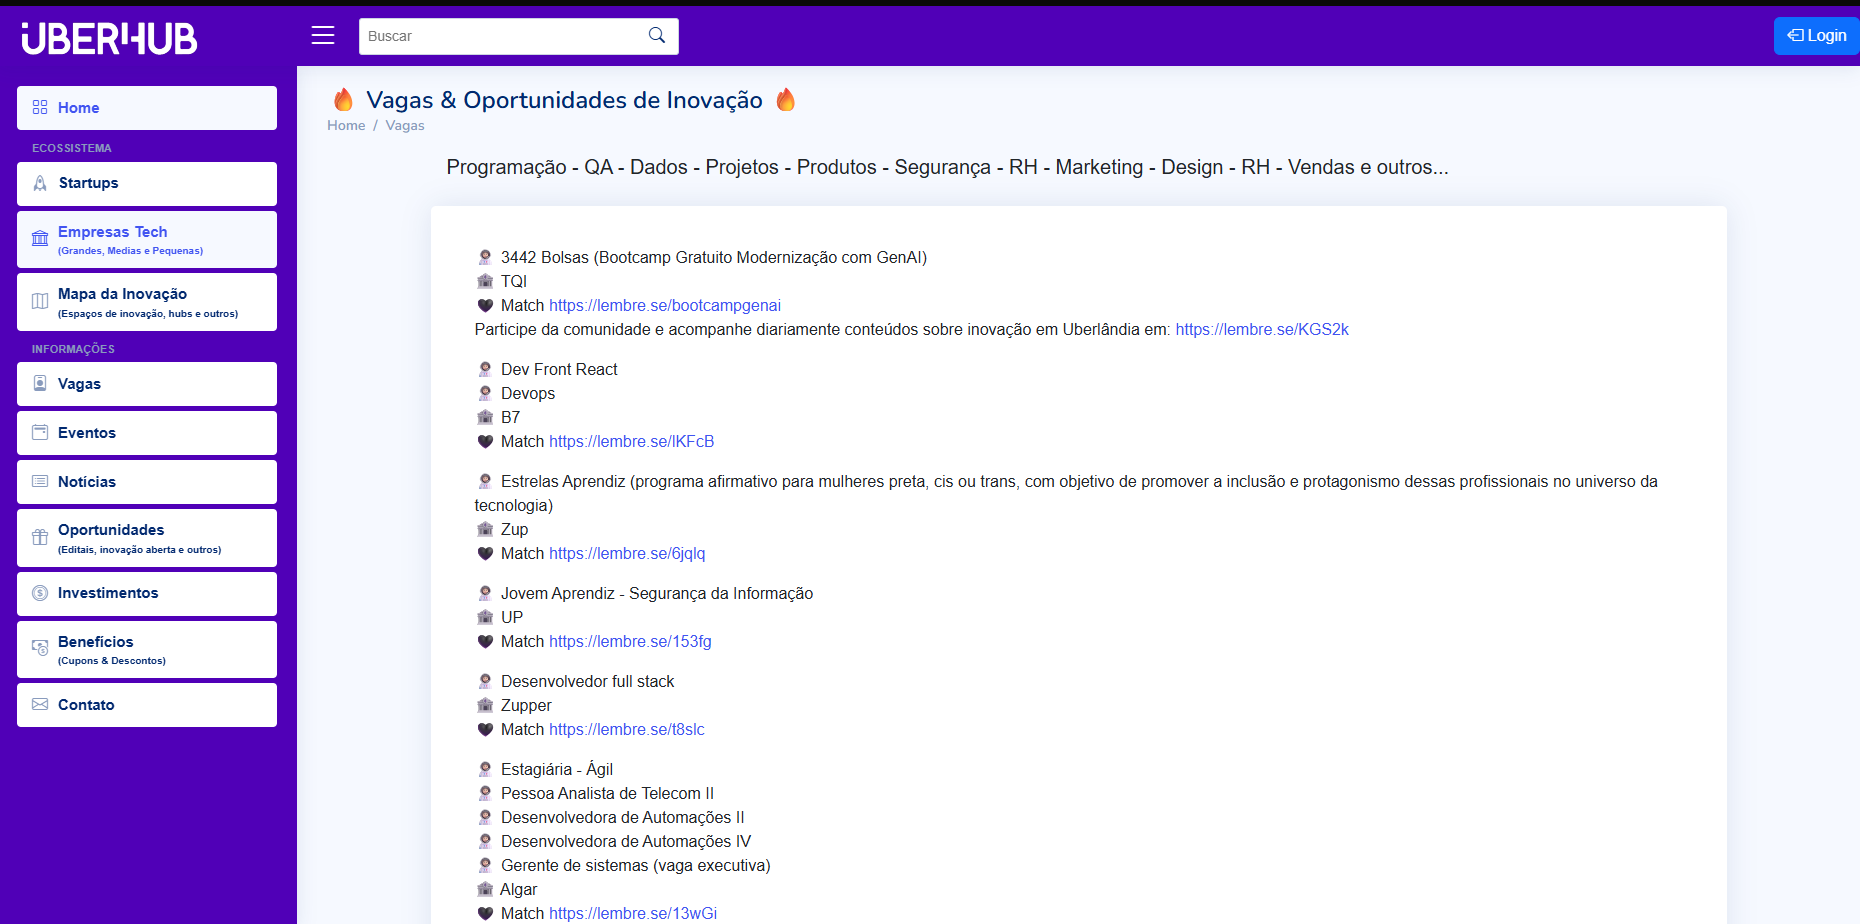 UBERHUB
Buscar
Login
Home
ECOSSISTEMA
Startups
Empresas Tech
(Grandes, Medias e Pequenas)
Mapa da Inovação
(Espaços de inovação, hubs e outros)
INFORMAÇÕES
Vagas
Eventos
Notícias
Oportunidades
(Editais, inovação aberta e outros)
Investimentos
Benefícios
(Cupons & Descontos)
Contato
Vagas & Oportunidades de Inovação
Home / Vagas
Programação - QA - Dados - Projetos - Produtos - Segurança - RH - Marketing - Design - RH - Vendas e outros...
3442 Bolsas (Bootcamp Gratuito Modernização com GenAI)
TQI
Match https://lembre.se/bootcampgenai
Participe da comunidade e acompanhe diariamente conteúdos sobre inovação em Uberlândia em: https://lembre.se/KGS2k
Dev Front React
Devops
B7
Match https://lembre.se/lKFcB
Estrelas Aprendiz (programa afirmativo para mulheres preta, cis ou trans, com objetivo de promover a inclusão e protagonismo dessas profissionais no universo da
tecnologia)
Zup
Match https://lembre.se/6jqlq
Jovem Aprendiz - Segurança da Informação
UP
Match https://lembre.se/153fg
Desenvolvedor full stack
Zupper
Match https://lembre.se/t8slc
Estagiária - Ágil
Pessoa Analista de Telecom II
Desenvolvedora de Automações II
Desenvolvedora de Automações IV
Gerente de sistemas (vaga executiva)
Algar
Match https://lembre.se/13wGi